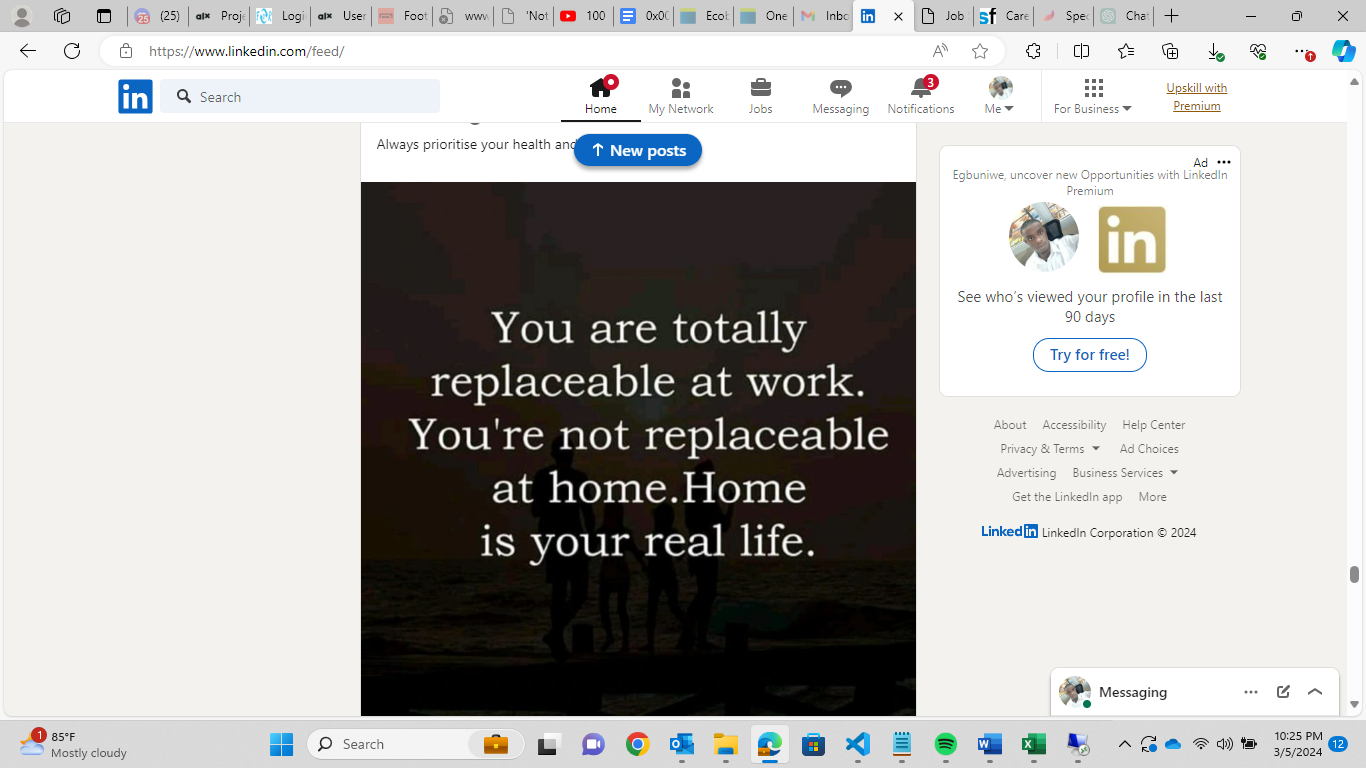 (25)
Proje
Logi
User
Foot
www
'Not
100
0x00
EcoE
One
Inbo
Job
Care
Spec
Chat
https://www.linkedin.com/feed/
Search
Home
My Network
Jobs
Messaging
3
Notifications
Me
For Business
Upskill with
Premium
Always prioritise your health and
New posts
You are totally
replaceable at work.
You're not replaceable
at home.Home
is your real life.
Ad
Egbuniwe, uncover new Opportunities with LinkedIn
Premium
in
See who's viewed your profile in the last
90 days
Try for free!
About Accessibility Help Center
Privacy & Terms Ad Choices
Advertising Business Services
Get the LinkedIn app More
LinkedIn LinkedIn Corporation © 2024
Messaging
1
85°F
Mostly cloudy
Search
10:25 PM
3/5/2024
12